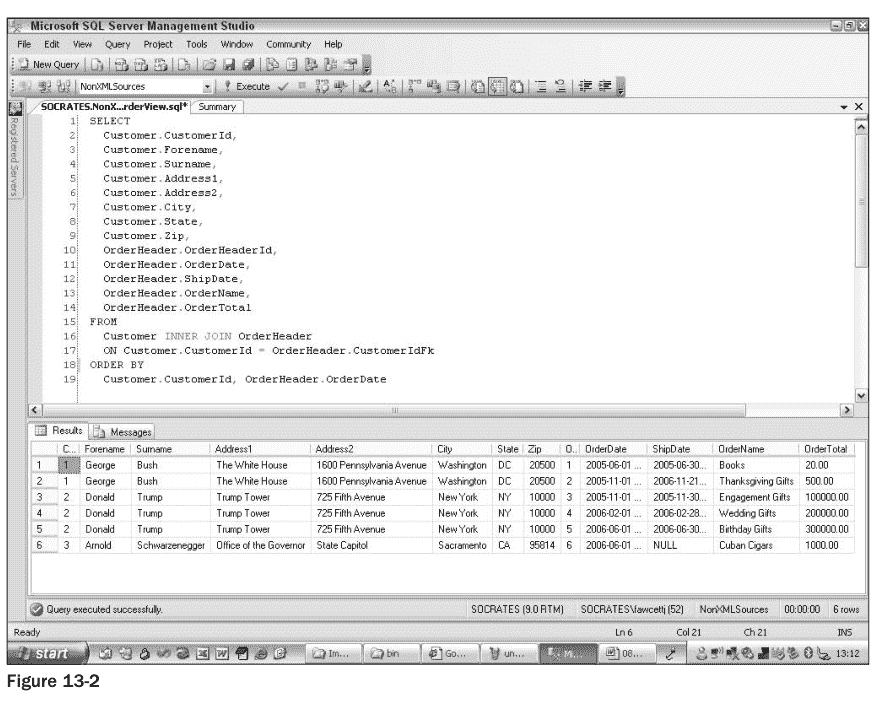 Microsoft SQL Server Management Studio
File Edit View Query Project Tools Window Community Help
New Query
NonXMLSources Execute
SOCRATES.NonX...rderView.sql* Summary
Registered Servers
1 SELECT
2 Customer.CustomerId,
3 Customer.Forename,
4 Customer.Surname,
5 Customer.Address1,
6 Customer.Address2,
7 Customer.City,
8 Customer.State,
9 Customer.Zip,
10 OrderHeader.OrderHeaderId,
11 OrderHeader.OrderDate,
12 OrderHeader.ShipDate,
13 OrderHeader.OrderName,
14 OrderHeader.OrderTotal
15 FROM
16 Customer INNER JOIN OrderHeader
17 ON Customer.CustomerId = OrderHeader.CustomerIdFk
18 ORDER BY
19 Customer.CustomerId, OrderHeader.OrderDate
Results Messages
C... Forename Surname Address1 Address2 City State Zip O.. OrderDate ShipDate OrderName OrderTotal
1 1 George Bush The White House 1600 Pennsylvania Avenue Washington DC 20500 1 2005-06-01 ... 2005-06-30... Books 20.00
2 1 George Bush The White House 1600 Pennsylvania Avenue Washington DC 20500 2 2005-11-01 ... 2006-11-21... Thanksgiving Gifts 500.00
3 2 Donald Trump Trump Tower 725 Fifth Avenue New York NY 10000 3 2005-11-01 ... 2005-11-30... Engagement Gifts 100000.00
4 2 Donald Trump Trump Tower 725 Fifth Avenue New York NY 10000 4 2006-02-01 ... 2006-02-28... Wedding Gifts 200000.00
5 2 Donald Trump Trump Tower 725 Fifth Avenue New York NY 10000 5 2006-06-01 ... 2006-06-30... Birthday Gifts 300000.00
6 3 Arnold Schwarzenegger Office of the Governor State Capitol Sacramento CA 95814 6 2006-06-01 ... NULL Cuban Cigars 1000.00
Query executed successfully. SOCRATES (9.0 RTM) SOCRATES\fawcettj (52) NonXMLSources 00:00:00 6 rows
Ready Ln 6 Col 21 Ch 21 INS
start Im... bin Go... un... M... 08... 13:12
Figure 13-2